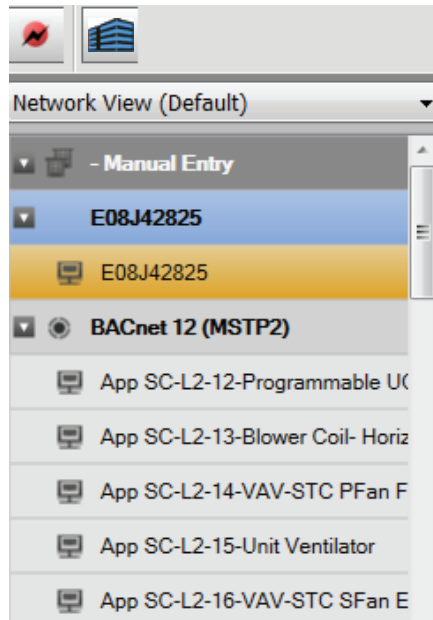 Network View (Default)
- Manual Entry
E08J42825
E08J42825
BACnet 12 (MSTP2)
App SC-L2-12-Programmable UC
App SC-L2-13-Blower Coil- Horiz
App SC-L2-14-VAV-STC PFan F
App SC-L2-15-Unit Ventilator
App SC-L2-16-VAV-STC SFan E